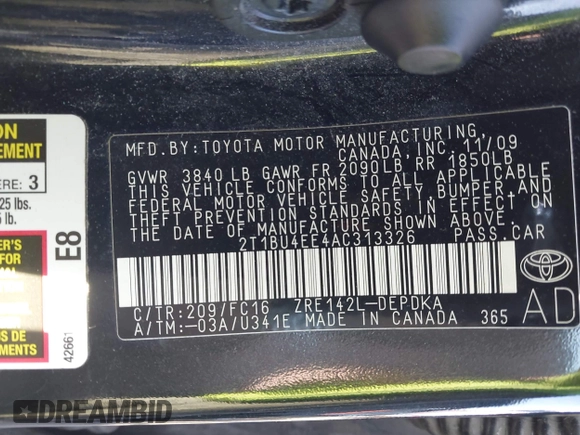 MFD.BY:TOYOTA MOTOR MANUFACTURING,
CANADA, INC. 11/09
GVWR 3840 LB GAWR FR 2090LB, RR 1850LB
THIS VEHICLE CONFORMS TO ALL APPLICABLE
FEDERAL MOTOR VEHICLE SAFETY, BUMPER, AND
THEFT PREVENTION STANDARDS IN EFFECT ON
THE DATE OF MANUFACTURE SHOWN ABOVE.
2T1BU4EE4AC313326 PASS.CAR
C/TR:209/FC16 ZRE142L-DEPDKA
A/TM:-03A/U341E MADE IN CANADA 365
TOYOTA
AD
ERE: 3
25 lbs.
lb.
E8
42661
DREAMBID